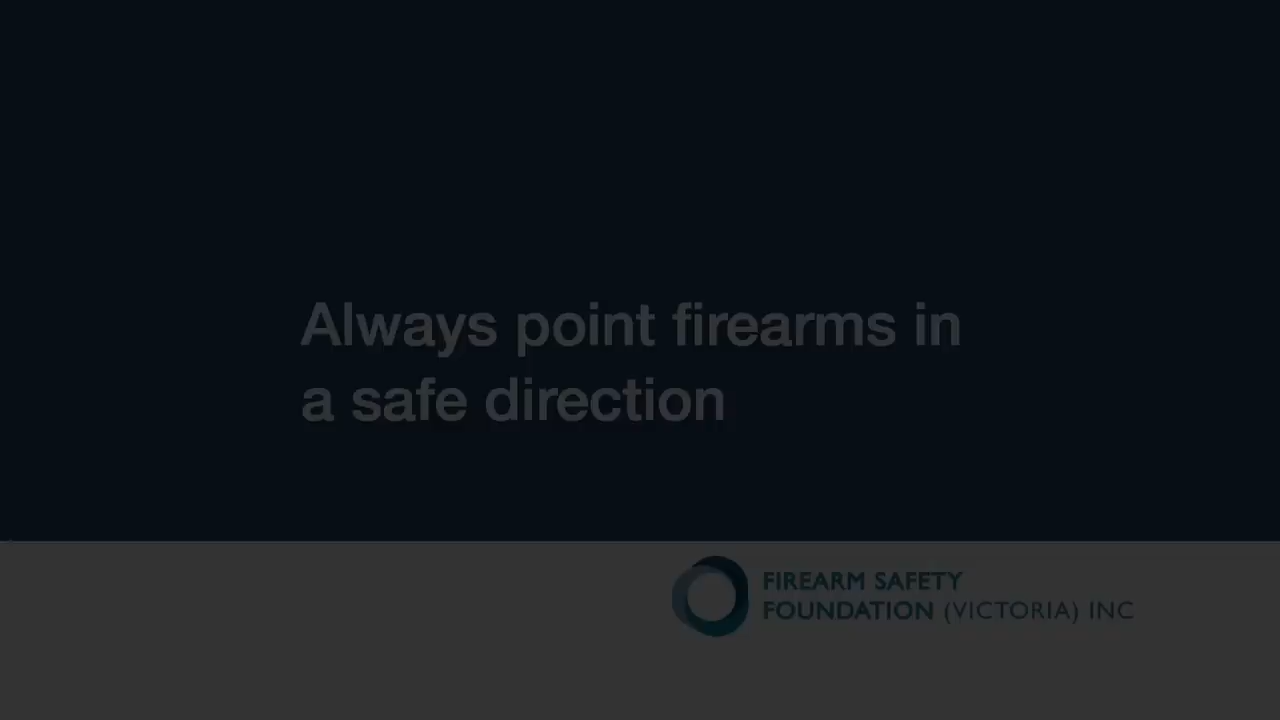 Always point firearms in
a safe direction
FIREARM SAFETY
FOUNDATION (VICTORIA) INC